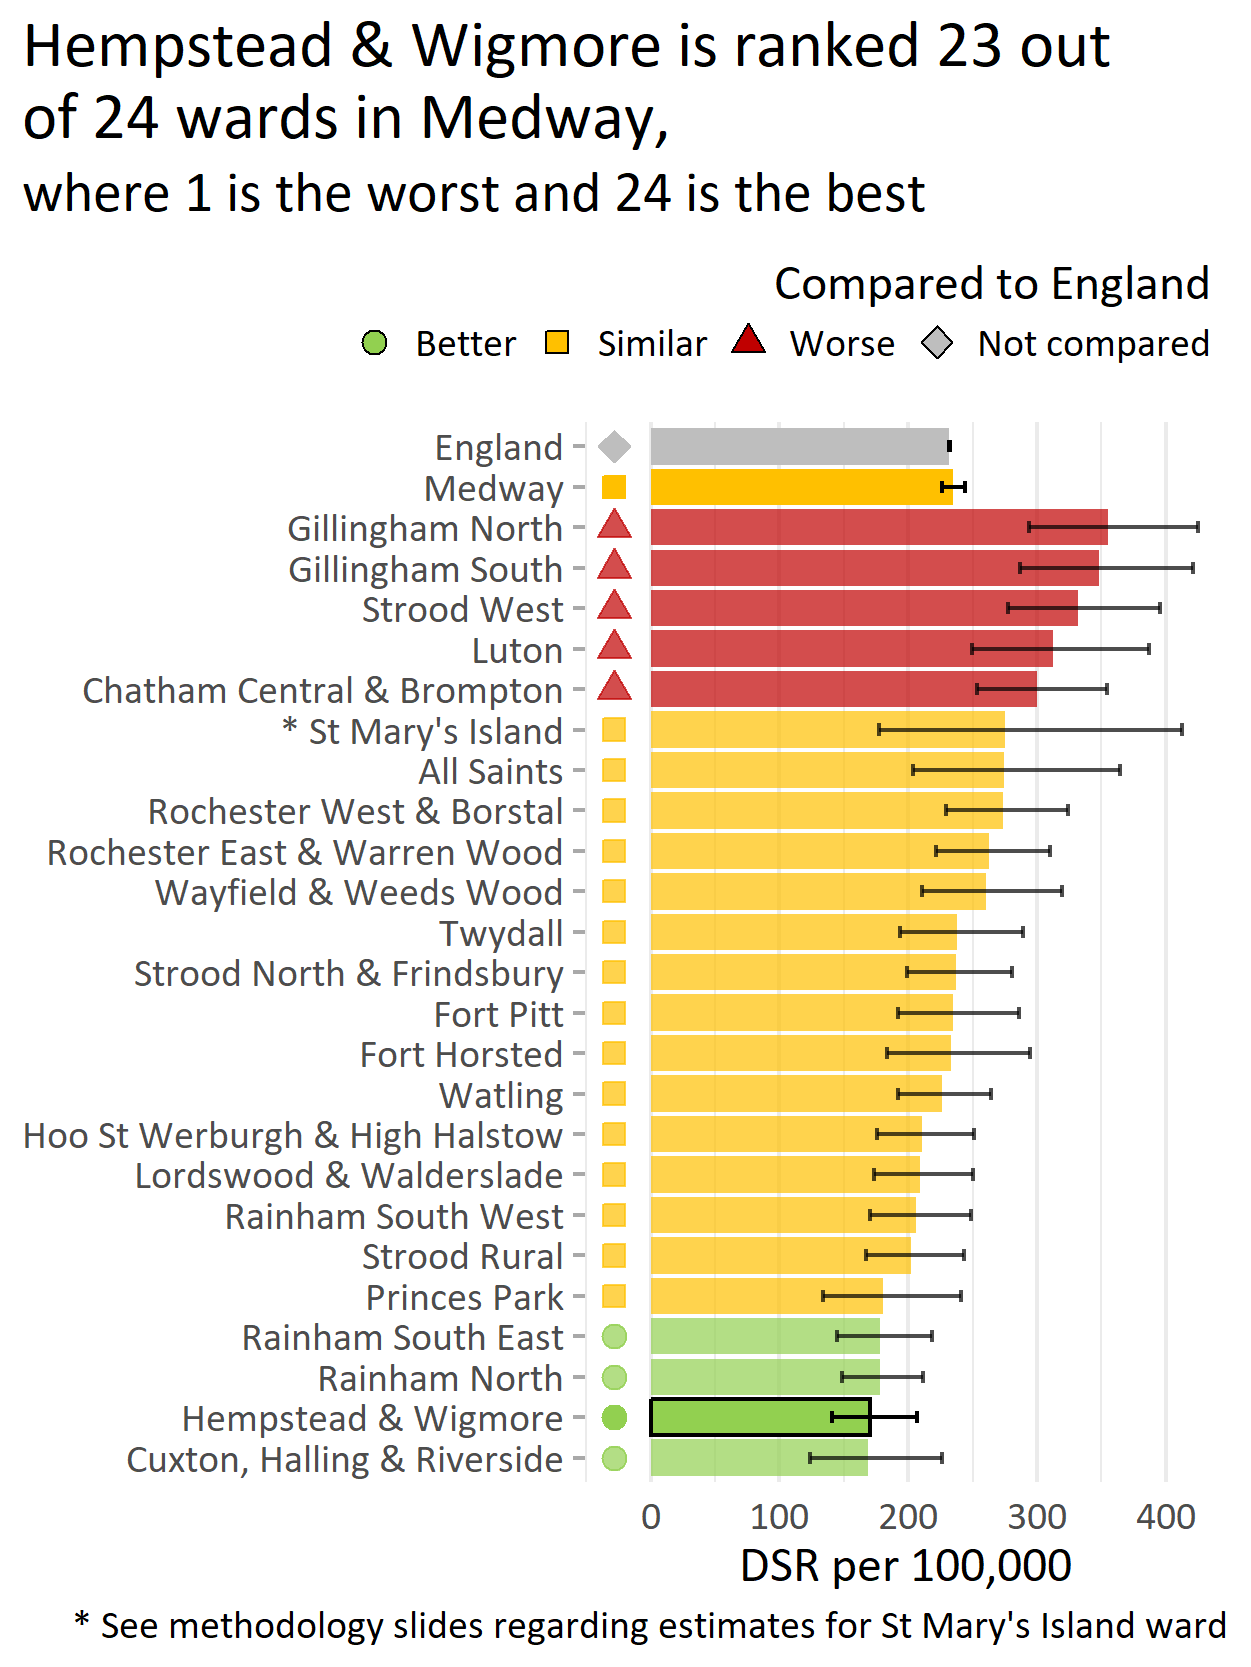 Hempstead & Wigmore is ranked 23 out
of 24 wards in Medway,
where 1 is the worst and 24 is the best
Compared to England
Better
Similar
Worse
Not compared
England
Medway
Gillingham North
Gillingham South
Strood West
Luton
Chatham Central & Brompton
* St Mary's Island
All Saints
Rochester West & Borstal
Rochester East & Warren Wood
Wayfield & Weeds Wood
Twydall
Strood North & Frindsbury
Fort Pitt
Fort Horsted
Watling
Hoo St Werburgh & High Halstow
Lordswood & Walderslade
Rainham South West
Strood Rural
Princes Park
Rainham South East
Rainham North
Hempstead & Wigmore
Cuxton, Halling & Riverside
0 100 200 300 400
DSR per 100,000
* See methodology slides regarding estimates for St Mary's Island ward